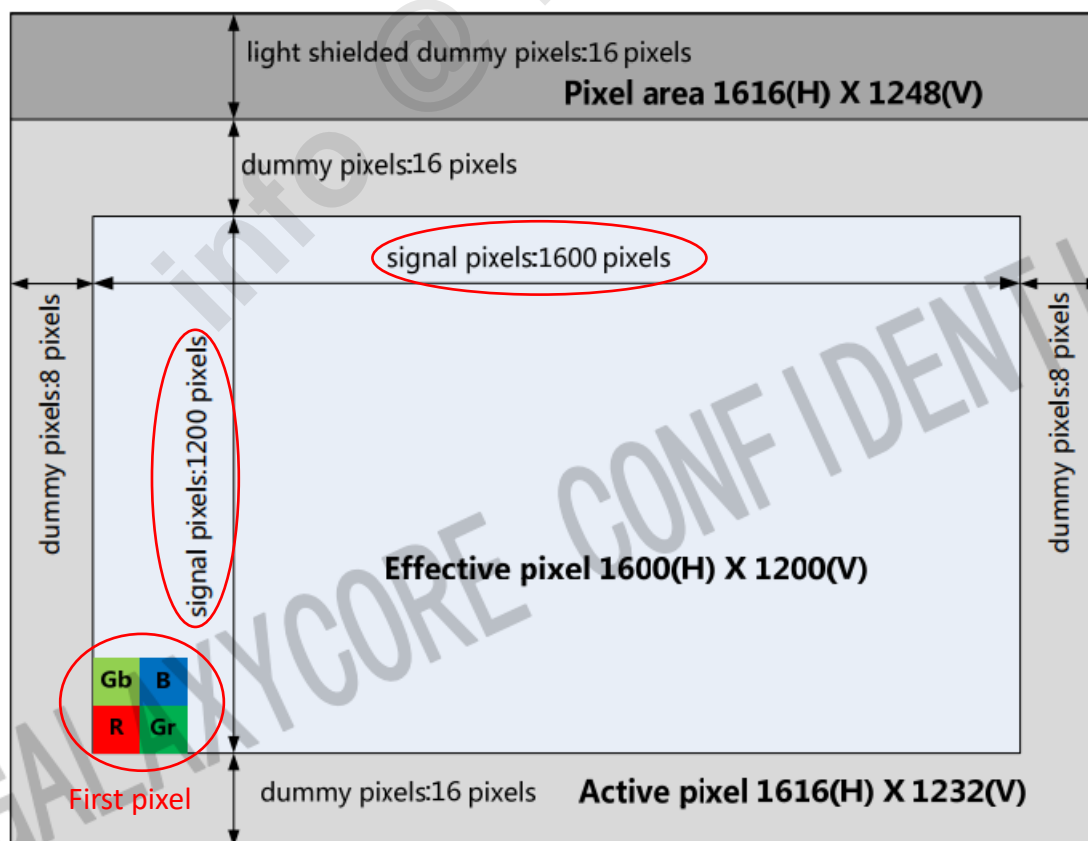 light shielded dummy pixels:16 pixels
Pixel area 1616(H) X 1248(V)
dummy pixels:16 pixels
signal pixels:1600 pixels
dummy pixels:8 pixels
signal pixels:1200 pixels
dummy pixels:8 pixels
Effective pixel 1600(H) X 1200(V)
Gb B
R Gr
First pixel
dummy pixels:16 pixels
Active pixel 1616(H) X 1232(V)
info @
GALAXYCORE CONFIDENTI